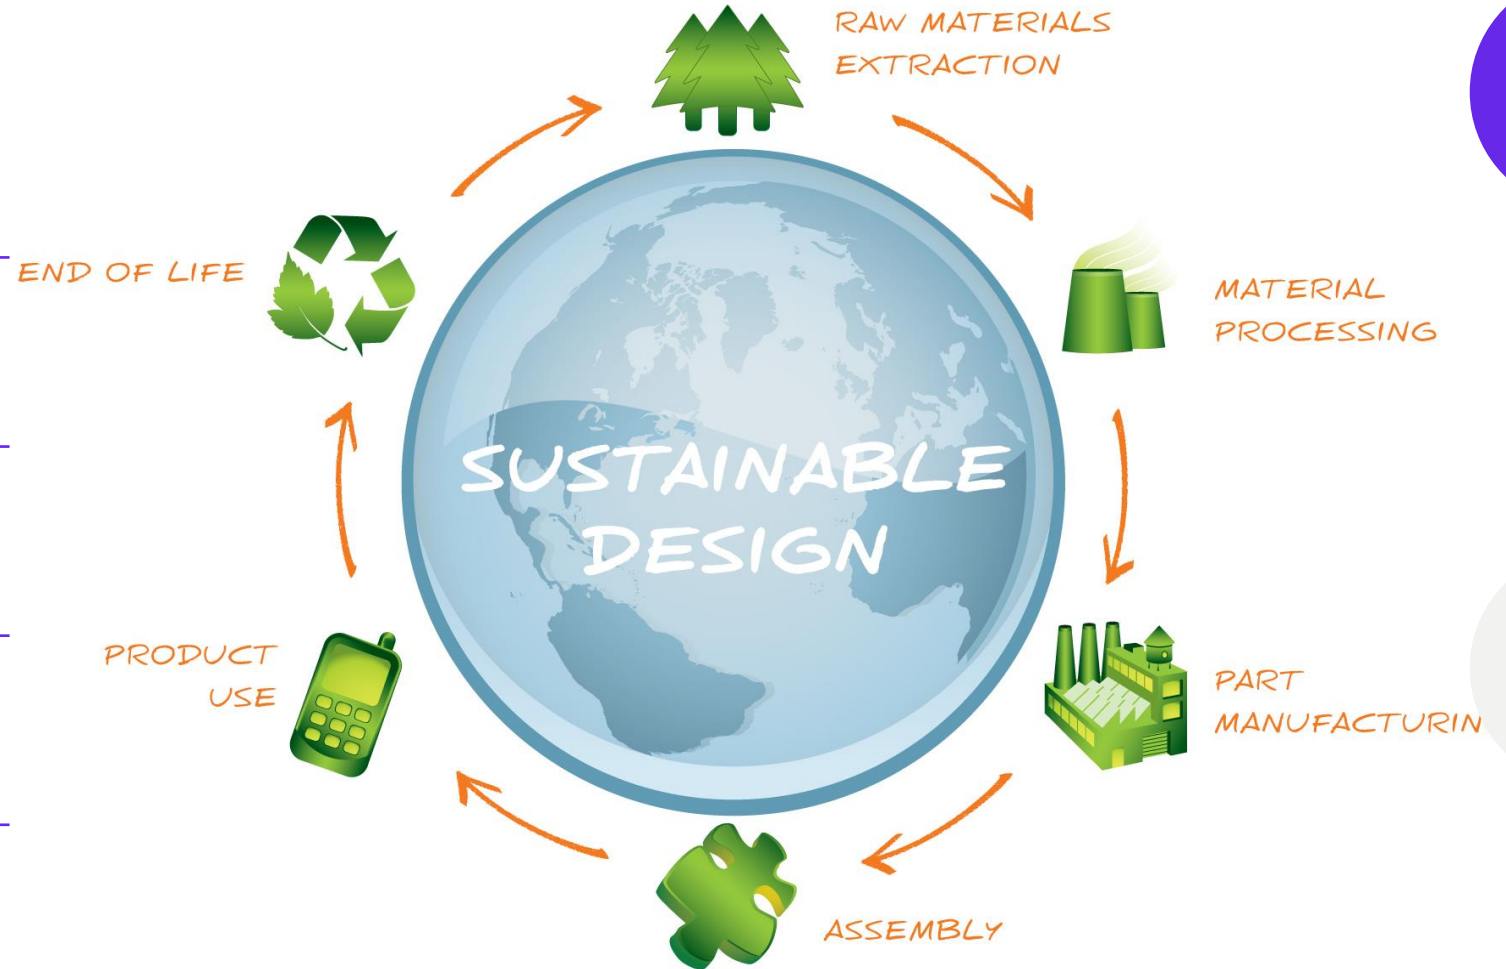 RAW MATERIALS
EXTRACTION
END OF LIFE
MATERIAL
PROCESSING
SUSTAINABLE
DESIGN
PRODUCT
USE
PART
MANUFACTURIN
ASSEMBLY